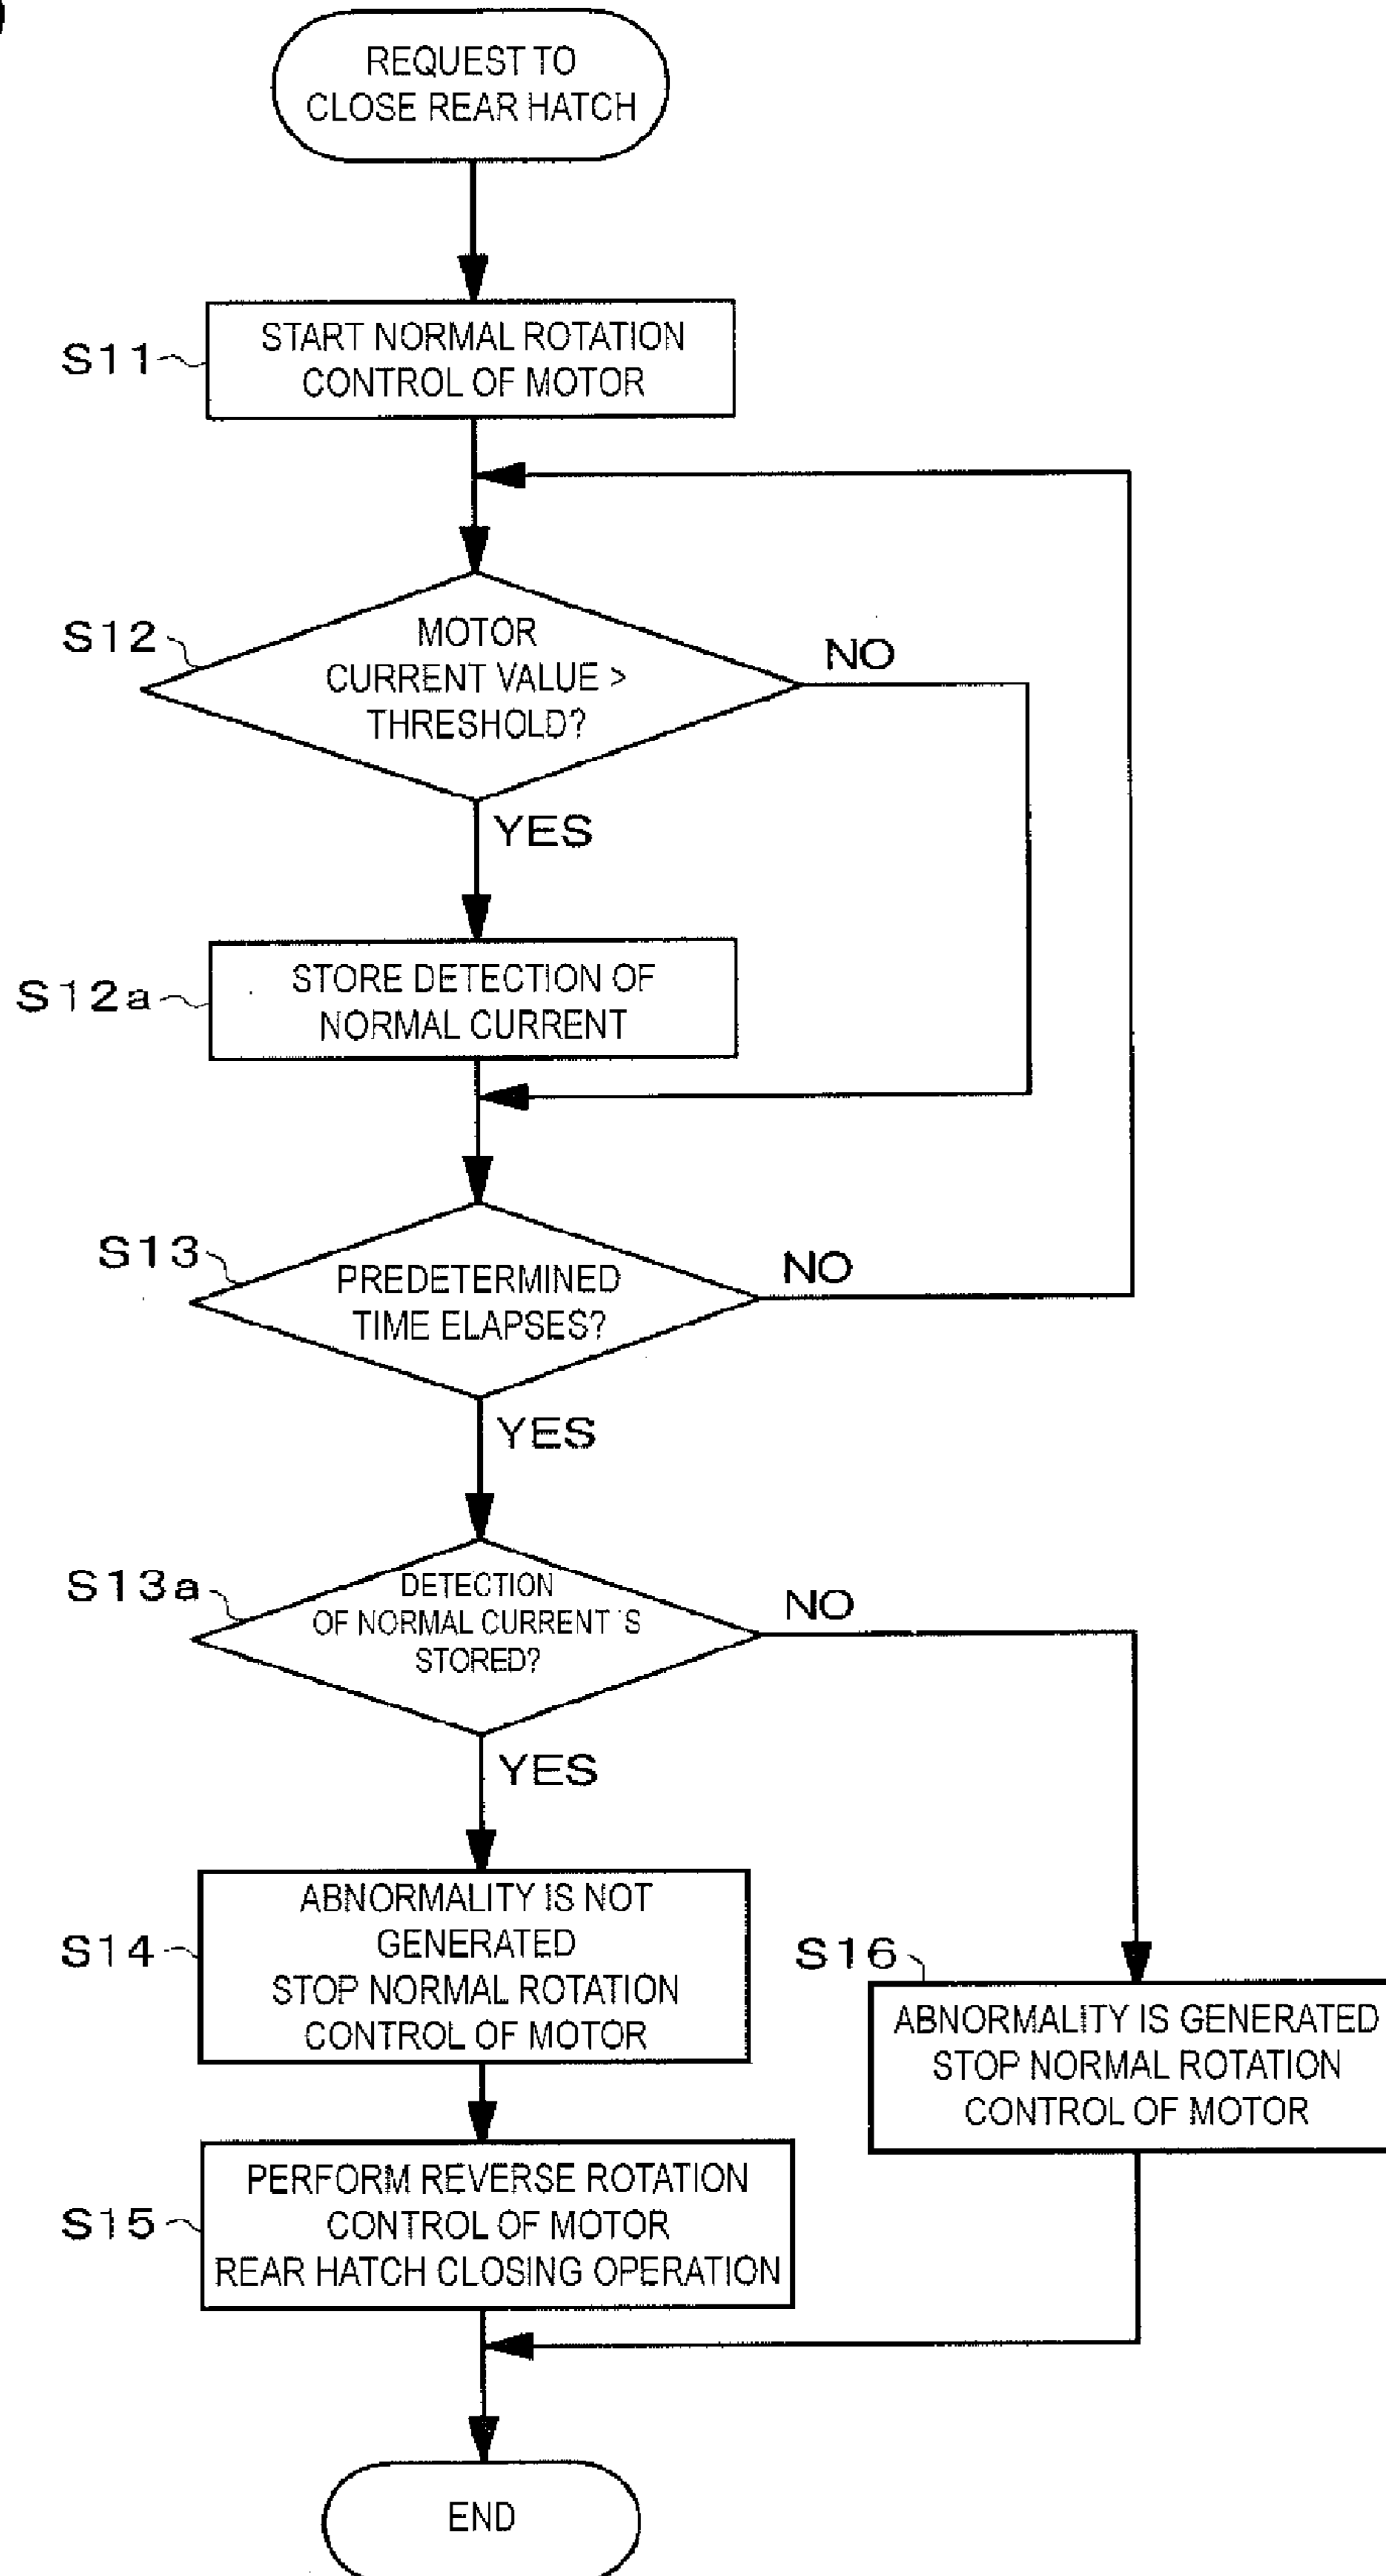 REQUEST TO
CLOSE REAR HATCH
S11
START NORMAL ROTATION
CONTROL OF MOTOR
S12
MOTOR
CURRENT VALUE >
THRESHOLD?
NO
YES
S12a
STORE DETECTION OF
NORMAL CURRENT
S13
PREDETERMINED
TIME ELAPSES?
NO
YES
S13a
DETECTION
OF NORMAL CURRENT 'S
STORED?
NO
YES
S14
ABNORMALITY IS NOT
GENERATED
STOP NORMAL ROTATION
CONTROL OF MOTOR
S16
ABNORMALITY IS GENERATED
STOP NORMAL ROTATION
CONTROL OF MOTOR
S15
PERFORM REVERSE ROTATION
CONTROL OF MOTOR
REAR HATCH CLOSING OPERATION
END